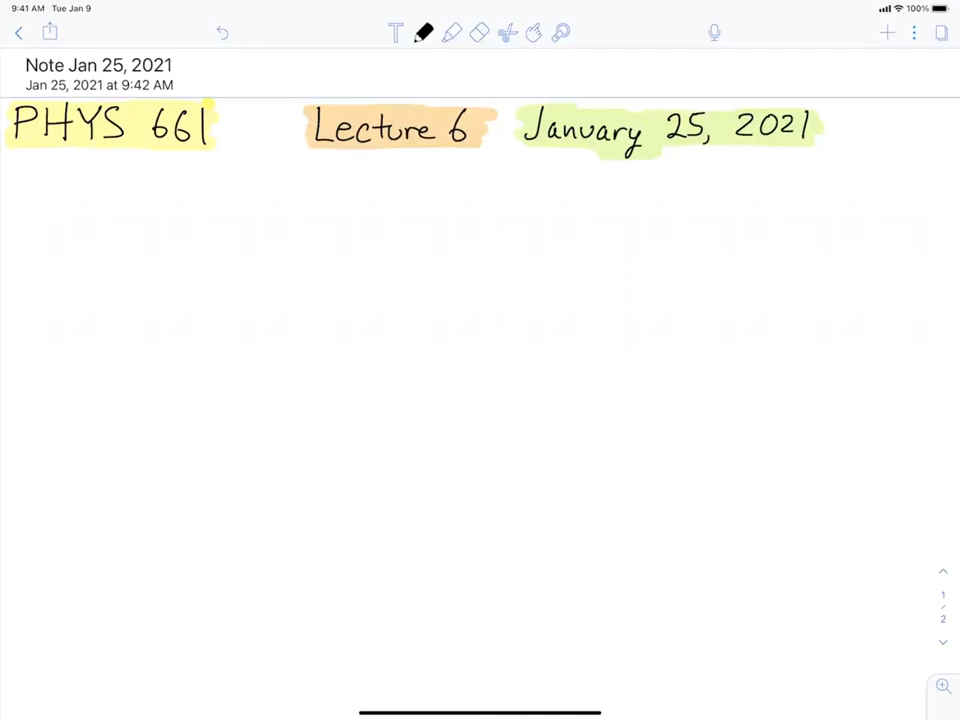 9:41 AM Tue Jan 9 100%
Note Jan 25, 2021
Jan 25, 2021 at 9:42 AM
PHYS 661 Lecture 6 January 25, 2021
1
/
2